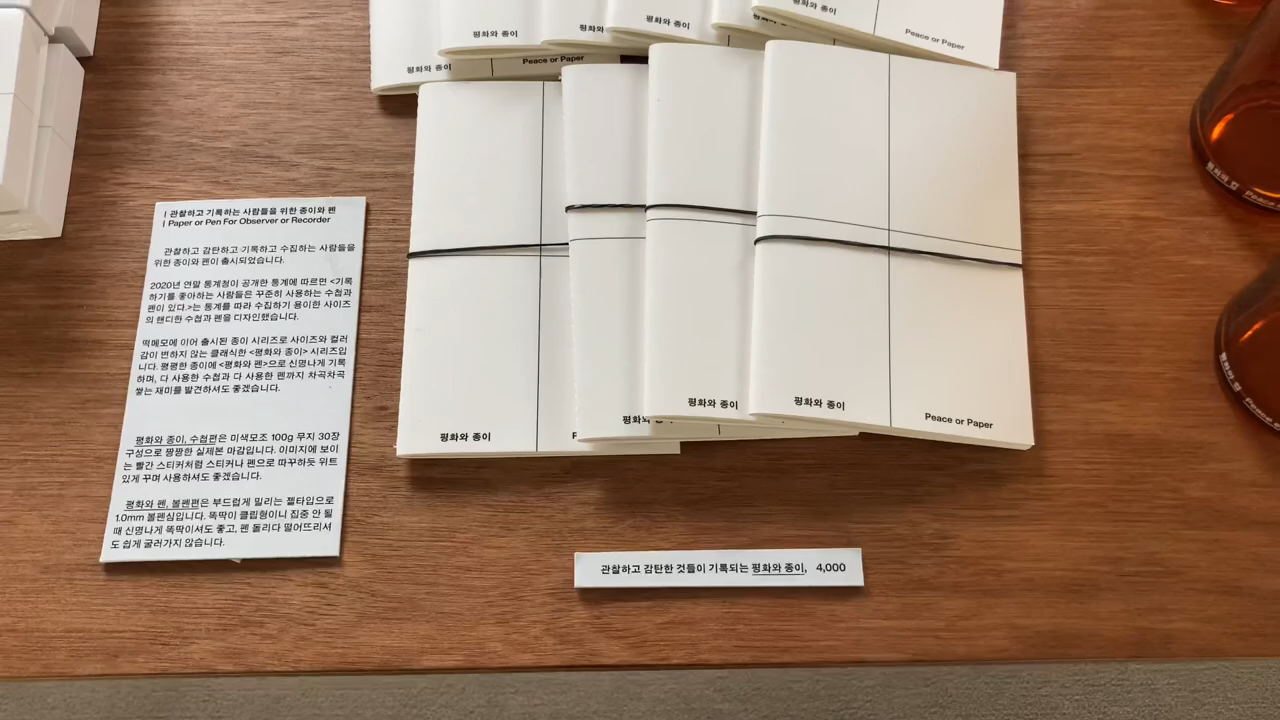 평화와 종이
평화와 종이
평화와
평화와 종이
평화와
평화와 종이
Peace or Paper
Peace or Paper
| 관찰하고 기록하는 사람들을 위한 종이와 펜
| Paper or Pen For Observer or Recorder
관찰하고 감탄하고 기록하고 수집하는 사람들을
위한 종이와 펜이 출시되었습니다.
2020년 연말 통계청이 공개한 통계에 따르면 <기록
하기를 좋아하는 사람들은 꾸준히 사용하는 수첩과
펜이 있다.>는 통계를 따라 수집하기 용이한 사이즈
의 핸디한 수첩과 펜을 디자인했습니다.
떡메모에 이어 출시된 종이 시리즈로 사이즈와 컬러
감이 변하지 않는 클래식한 <평화와 종이> 시리즈입
니다. 평평한 종이에 <평화와 펜>으로 신명나게 기록
하며, 다 사용한 수첩과 다 사용한 펜까지 차곡차곡
쌓는 재미를 발견하셔도 좋겠습니다.
평화와 종이, 수첩편은 미색모조 100g 무지 30장
구성으로 짱짱한 실제본 마감입니다. 이미지에 보이
는 빨간 스티커처럼 스티커나 펜으로 따꾸하듯 위트
있게 꾸며 사용하셔도 좋겠습니다.
평화와 펜, 볼펜편은 부드럽게 밀리는 젤타입으로
1.0mm 볼펜심입니다. 똑딱이 클립형이니 집중 안 될
때 신명나게 똑딱이셔도 좋고, 펜 돌리다 떨어뜨리셔
도 쉽게 굴러가지 않습니다.
평화와 종이
평화와
평화와 종이
평화와 종이
Peace or Paper
관찰하고 감탄한 것들이 기록되는 평화와 종이, 4,000
평화와 컵
Peace
평화와 컵